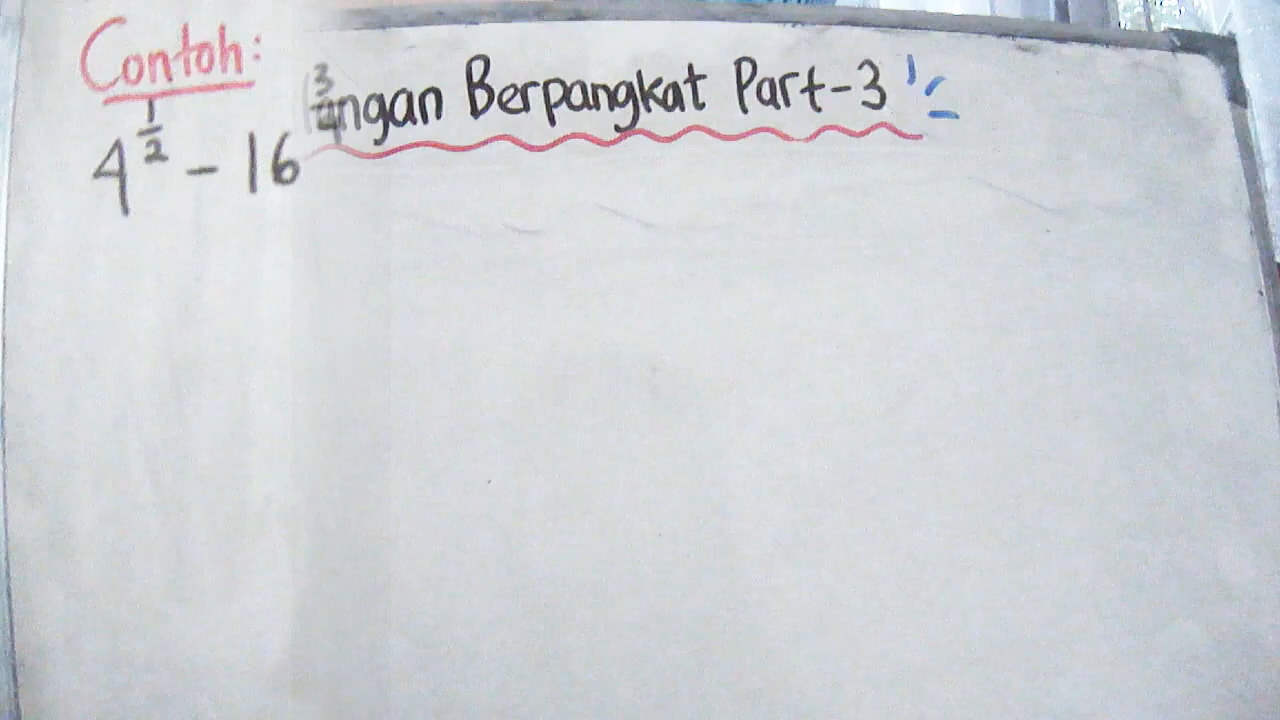 Contoh:
ngan Berpangkat Part-3
4^{1/2} - 16^{3/4}